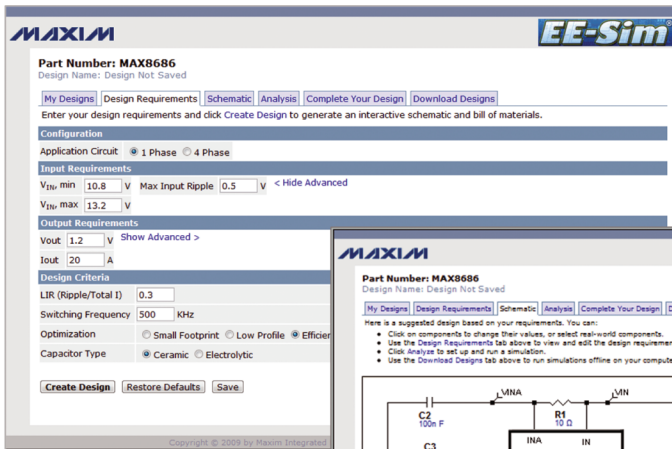 MAXIM
EE-Sim®
Part Number: MAX8686
Design Name: Design Not Saved
My Designs Design Requirements Schematic Analysis Complete Your Design Download Designs
Enter your design requirements and click Create Design to generate an interactive schematic and bill of materials.
Configuration
Application Circuit 1 Phase 4 Phase
Input Requirements
VIN, min 10.8 V Max Input Ripple 0.5 V < Hide Advanced
VIN, max 13.2 V
Output Requirements
Vout 1.2 V Show Advanced >
Iout 20 A
Design Criteria
LIR (Ripple/Total I) 0.3
Switching Frequency 500 KHz
Optimization Small Footprint Low Profile Efficien
Capacitor Type Ceramic Electrolytic
Create Design Restore Defaults Save
Copyright © 2009 by Maxim Integrated
MAXIM
Part Number: MAX8686
Design Name: Design Not Saved
My Designs Design Requirements Schematic Analysis Complete Your Design D
Here is a suggested design based on your requirements. You can:
• Click on components to change their values, or select real-world components.
• Use the Design Requirements tab above to view and edit the design requiremen
• Click Analyze to set up and run a simulation.
• Use the Download Designs tab above to run simulations offline on your compute
VINA VIN
C2 R1
100n F 10 Ω
INA IN
C3